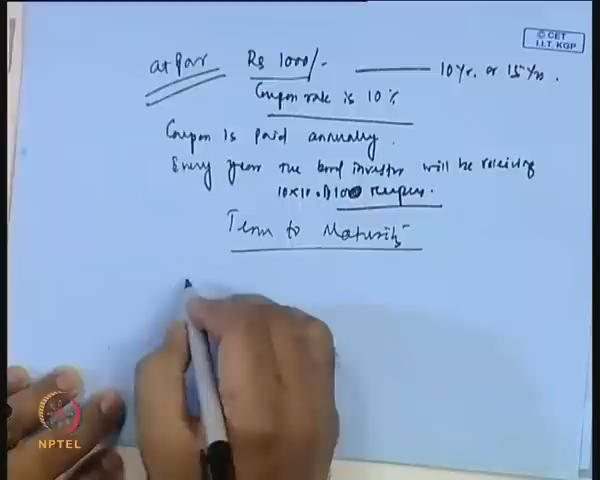 © CET
I.I.T. KGP
at par Rs 1000/- 10 Yr. or 15 Yrs.
Coupon rate is 10%
Coupon is paid annually.
Every year the bond investor will be receiving
10×10. 100 rupees.
Term to Maturity
NPTEL